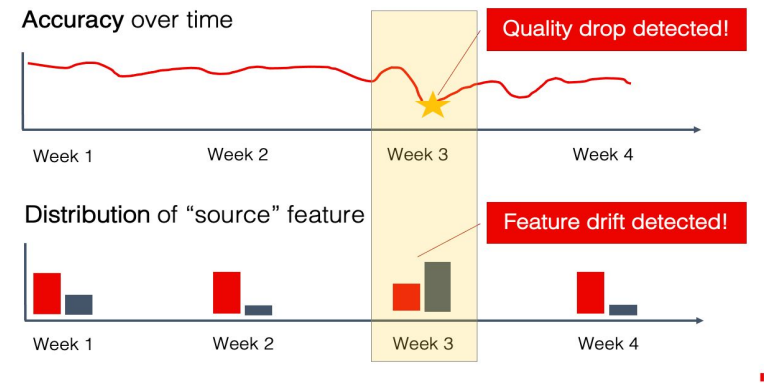 Accuracy over time
Quality drop detected!
Week 1
Week 2
Week 3
Week 4
Distribution of “source” feature
Feature drift detected!
Week 1
Week 2
Week 3
Week 4